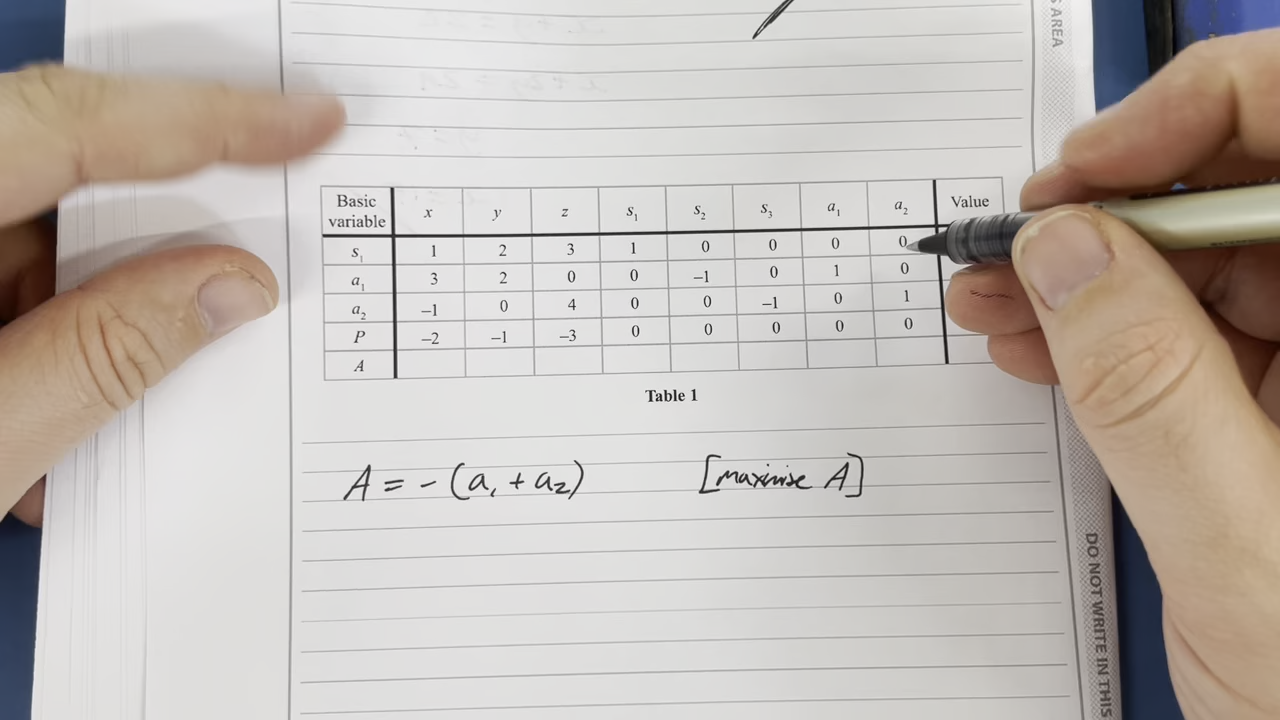 S AREA
Basic variable x y z s₁ s₂ s₃ a₁ a₂ Value
s₁ 1 2 3 1 0 0 0 0
a₁ 3 2 0 0 –1 0 1 0
a₂ –1 0 4 0 0 –1 0 1
P –2 –1 –3 0 0 0 0 0
A
Table 1
A = - (a₁ + a₂) [maximise A]
DO NOT WRITE IN THIS